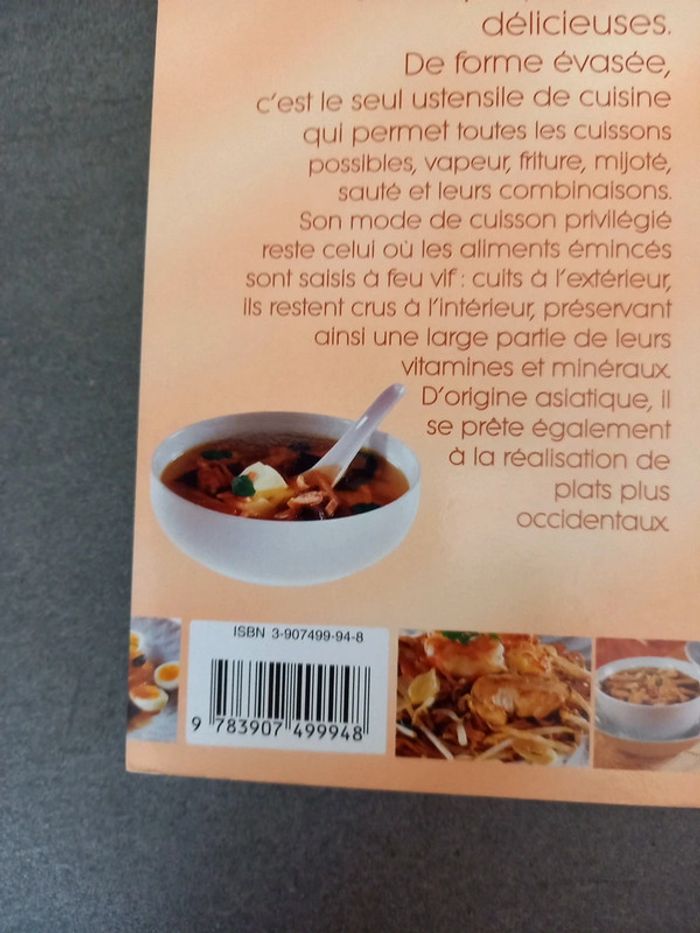 délicieuses.
De forme évasée,
c'est le seul ustensile de cuisine
qui permet toutes les cuissons
possibles, vapeur, friture, mijoté,
sauté et leurs combinaisons.
Son mode de cuisson privilégié
reste celui où les aliments émincés
sont saisis à feu vif : cuits à l'extérieur,
ils restent crus à l'intérieur, préservant
ainsi une large partie de leurs
vitamines et minéraux.
D'origine asiatique, il
se prête également
à la réalisation de
plats plus
occidentaux.
ISBN 3-907499-94-8
9 783907 499948